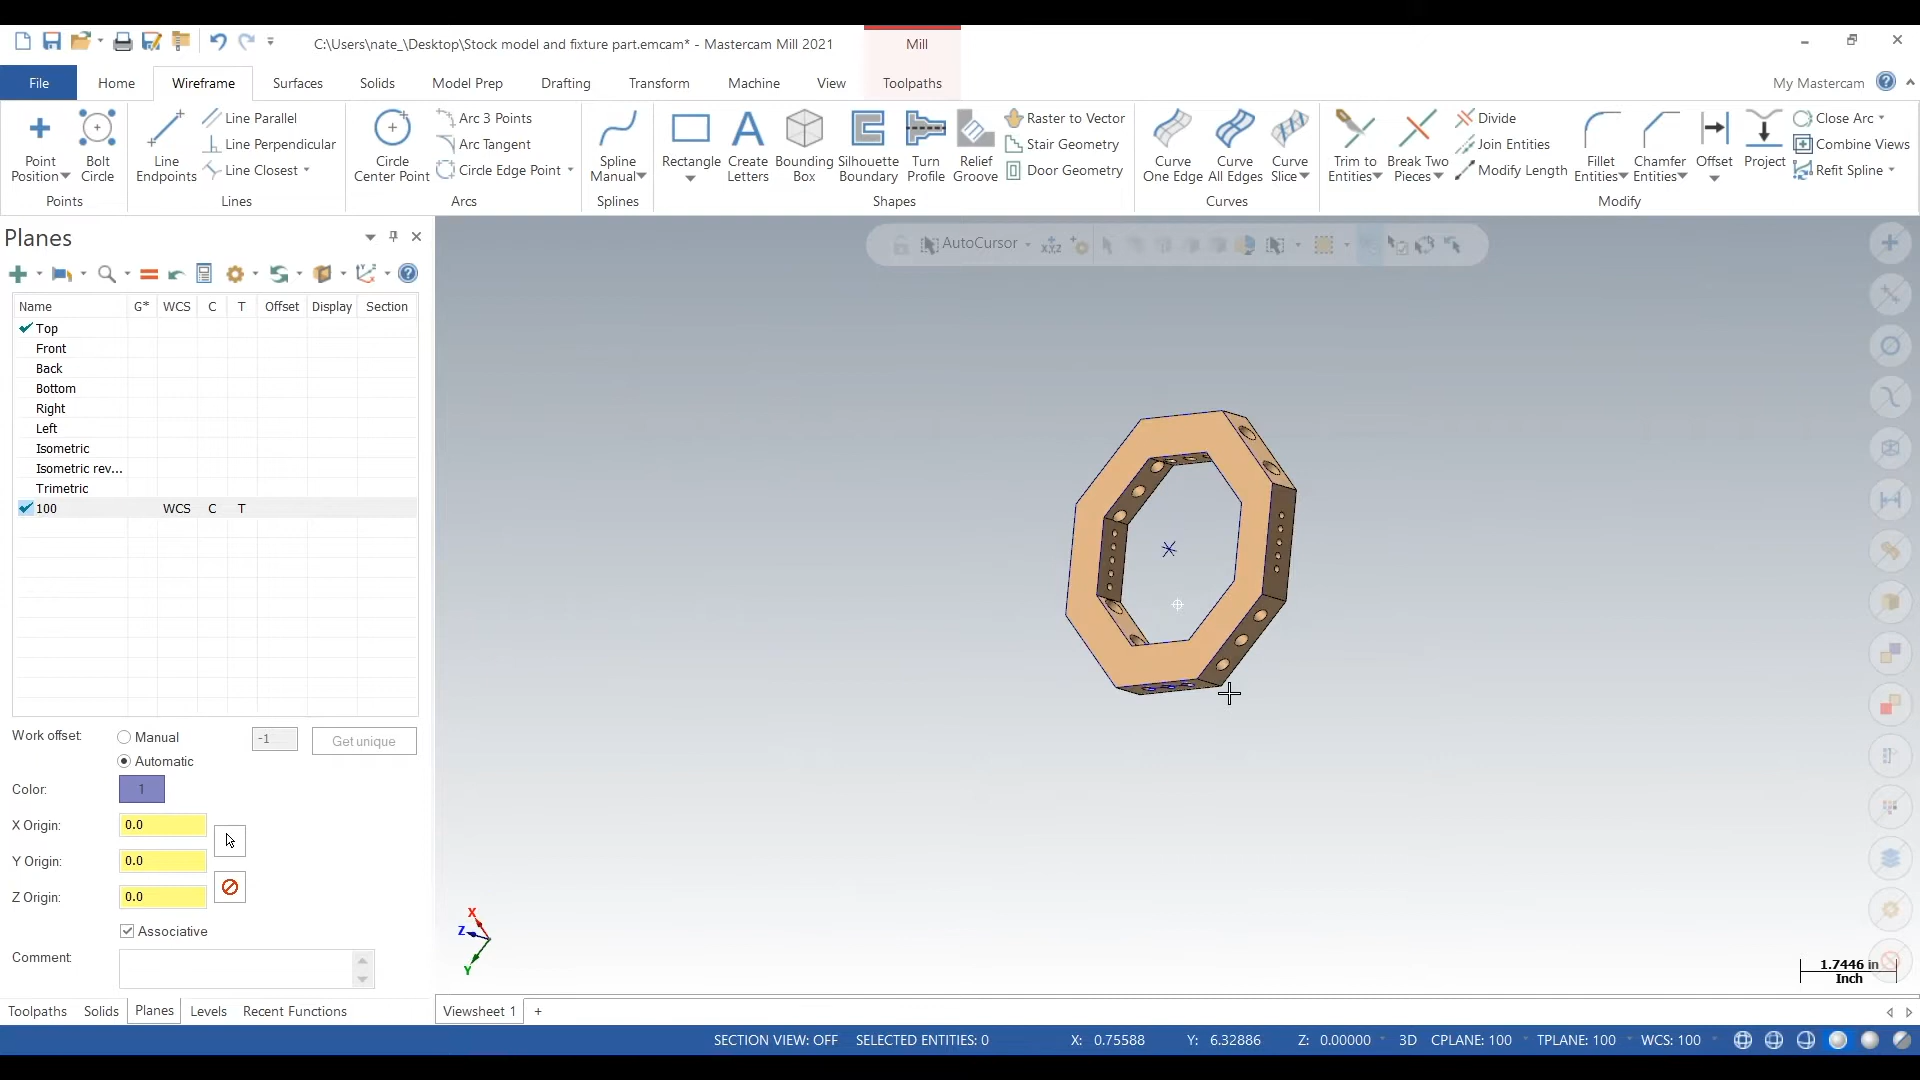 C:\Users\nate_\Desktop\Stock model and fixture part.emcam* - Mastercam Mill 2021
Mill
File Home Wireframe Surfaces Solids Model Prep Drafting Transform Machine View Toolpaths My Mastercam
Point Position
Bolt Circle
Points
Line Endpoints
Line Parallel
Line Perpendicular
Line Closest
Lines
Circle Center Point
Arc 3 Points
Arc Tangent
Circle Edge Point
Arcs
Spline Manual
Splines
Rectangle
Create Letters
Bounding Box
Silhouette Boundary
Turn Profile
Relief Groove
Raster to Vector
Stair Geometry
Door Geometry
Shapes
Curve One Edge
Curve All Edges
Curve Slice
Curves
Trim to Entities
Break Two Pieces
Divide
Join Entities
Modify Length
Fillet Entities
Chamfer Entities
Offset
Project
Close Arc
Combine Views
Refit Spline
Modify
Planes
Name G* WCS C T Offset Display Section
Top
Front
Back
Bottom
Right
Left
Isometric
Isometric rev...
Trimetric
100 WCS C T
Work offset: Manual -1 Get unique
Automatic
Color: 1
X Origin: 0.0
Y Origin: 0.0
Z Origin: 0.0
Associative
Comment:
Toolpaths Solids Planes Levels Recent Functions
AutoCursor
X
Z
Y
1.7446 in
Inch
Viewsheet 1 +
SECTION VIEW: OFF SELECTED ENTITIES: 0 X: 0.75588 Y: 6.32886 Z: 0.00000 3D CPLANE: 100 TPLANE: 100 WCS: 100